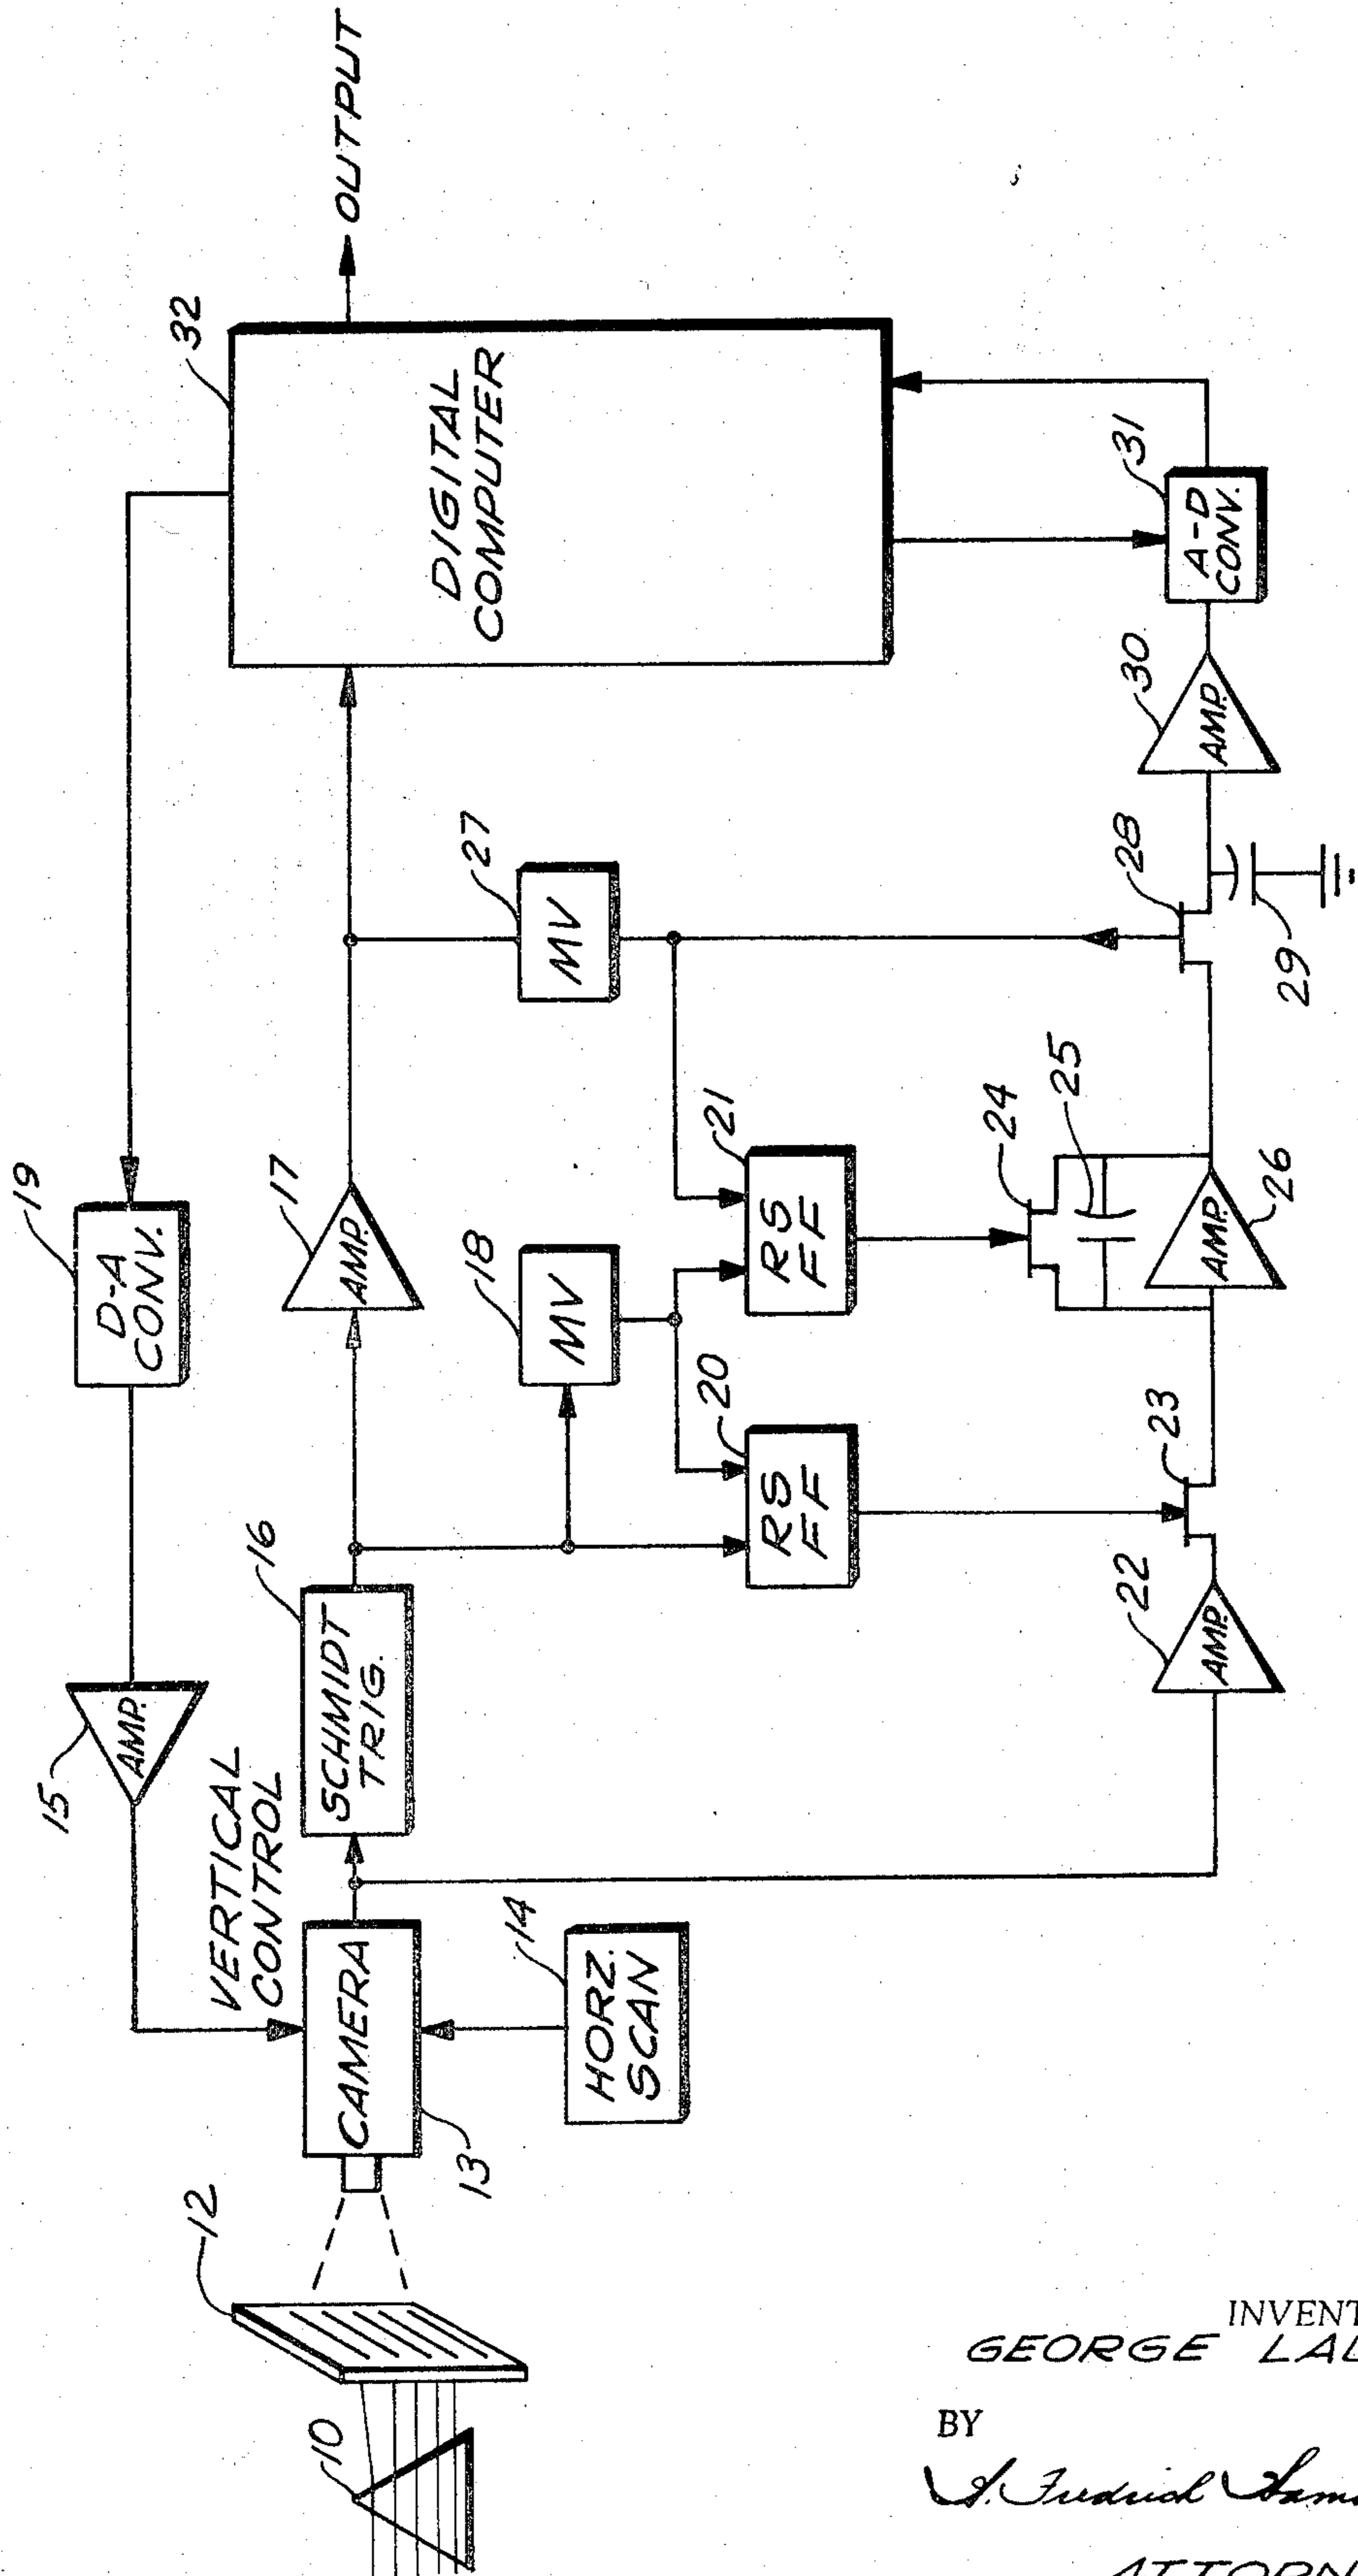 19
D-A
CONV.
15
AMP.
VERTICAL
CONTROL
32
DIGITAL
COMPUTER
OUTPUT
12
10
CAMERA
13
14
HORZ.
SCAN
16
SCHMIDT
TRIG.
17
AMP.
18
MV
27
MV
20
RS
FF
21
RS
FF
22
AMP.
23
24
25
26
AMP.
28
29
30
AMP.
31
A-D
CONV.
INVENT
GEORGE
BY
S. Fredrich